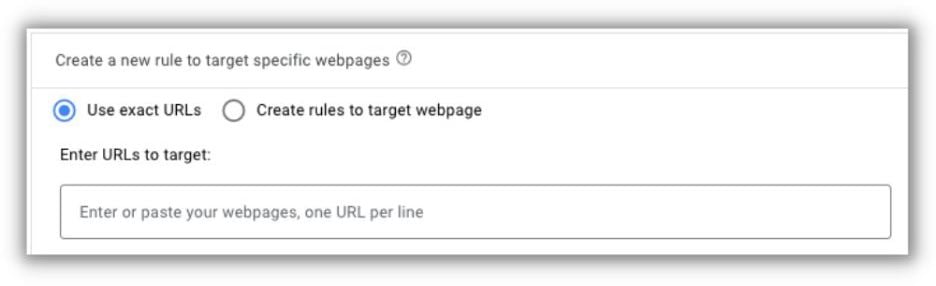 Create a new rule to target specific webpages ?
Use exact URLs Create rules to target webpage
Enter URLs to target:
Enter or paste your webpages, one URL per line